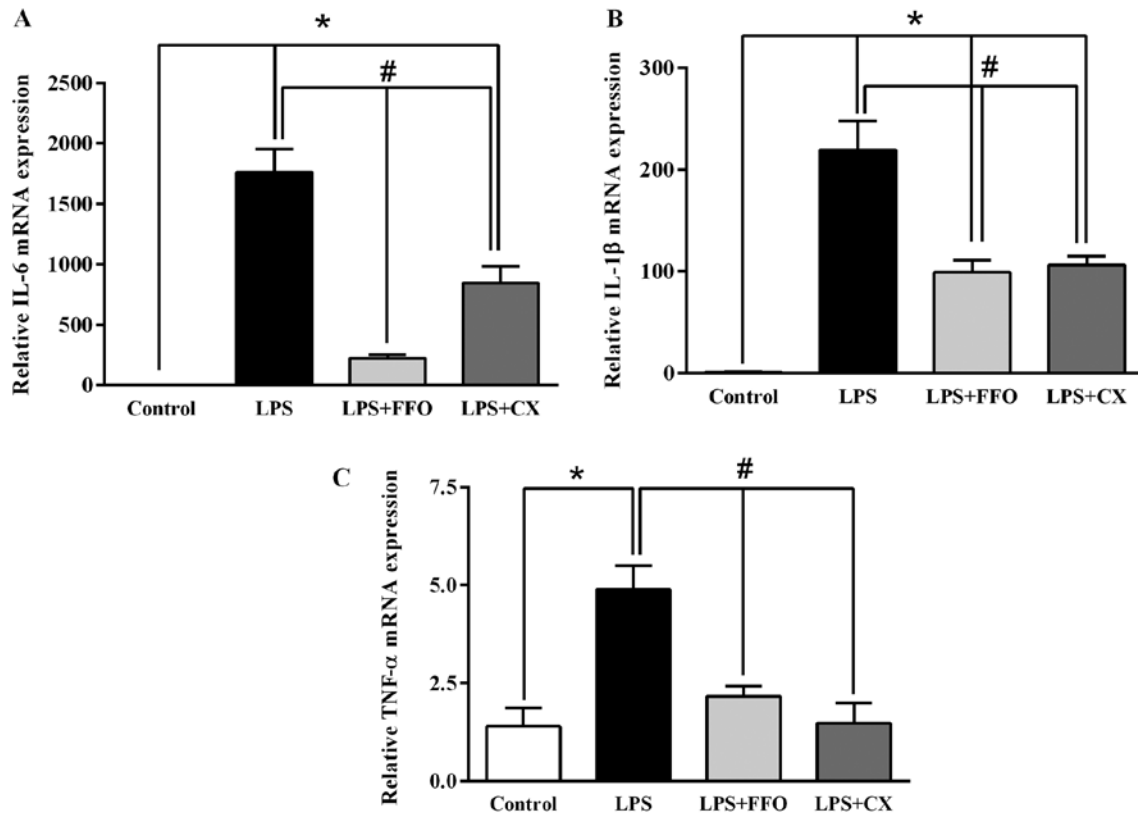 A
*
#
Relative IL-6 mRNA expression
2500
2000
1500
1000
500
0
Control LPS LPS+FFO LPS+CX
B
*
#
Relative IL-1β mRNA expression
300
200
100
0
Control LPS LPS+FFO LPS+CX
C
*
#
Relative TNF-α mRNA expression
7.5
5.0
2.5
0.0
Control LPS LPS+FFO LPS+CX